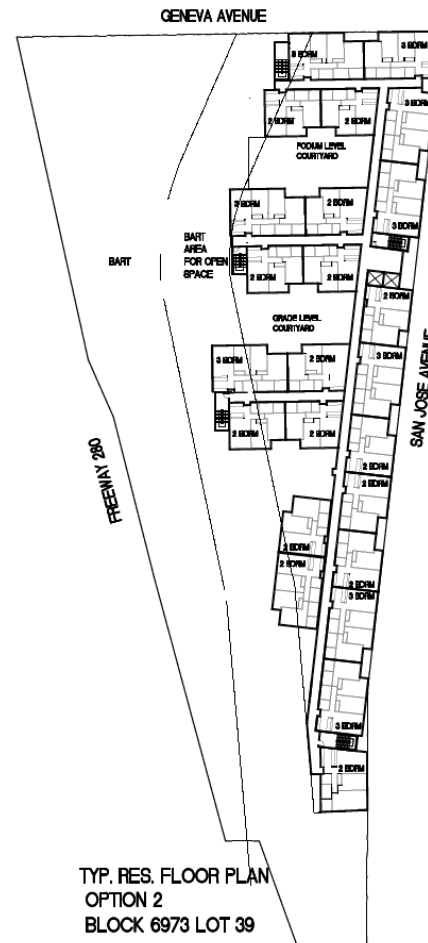 GENEVA AVENUE
3 BDRM
3 BDRM
2 BDRM
2 BDRM
3 BDRM
PODIUM LEVEL
COURTYARD
3 BDRM
2 BDRM
3 BDRM
BART
BART
AREA
FOR OPEN
SPACE
2 BDRM
2 BDRM
2 BDRM
GRADE LEVEL
COURTYARD
3 BDRM
2 BDRM
3 BDRM
SAN JOSE AVENUE
2 BDRM
2 BDRM
2 BDRM
FREEWAY 280
2 BDRM
2 BDRM
2 BDRM
2 BDRM
3 BDRM
3 BDRM
2 BDRM
TYP. RES. FLOOR PLAN
OPTION 2
BLOCK 6973 LOT 39